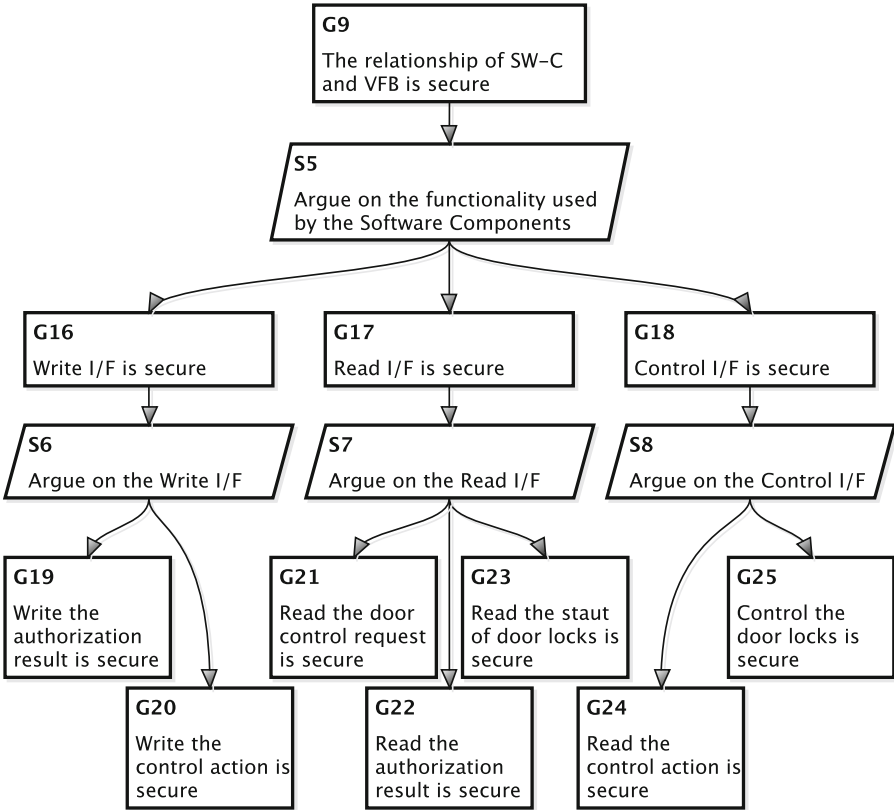 G9
The relationship of SW-C
and VFB is secure
S5
Argue on the functionality used
by the Software Components
G16
Write I/F is secure
G17
Read I/F is secure
G18
Control I/F is secure
S6
Argue on the Write I/F
S7
Argue on the Read I/F
S8
Argue on the Control I/F
G19
Write the
authorization
result is secure
G21
Read the door
control request
is secure
G23
Read the staut
of door locks is
secure
G25
Control the
door locks is
secure
G20
Write the
control action is
secure
G22
Read the
authorization
result is secure
G24
Read the
control action is
secure